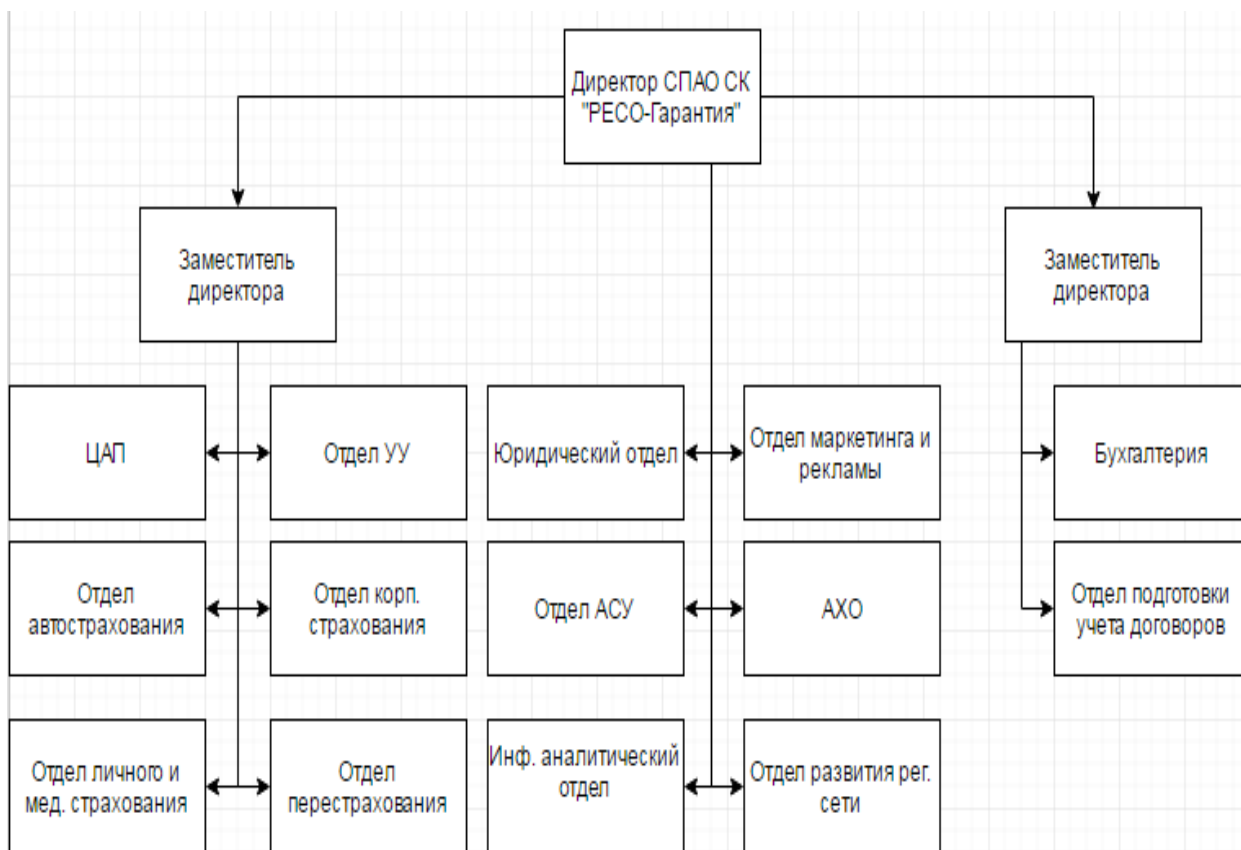 Директор СПАО СК
"РЕСО-Гарантия"
Заместитель
директора
Заместитель
директора
ЦАП
Отдел УУ
Юридический отдел
Отдел маркетинга и
рекламы
Бухгалтерия
Отдел
автострахования
Отдел корп.
страхования
Отдел АСУ
АХО
Отдел подготовки
учета договоров
Отдел личного и
мед. страхования
Отдел
перестрахования
Инф. аналитический
отдел
Отдел развития рег.
сети